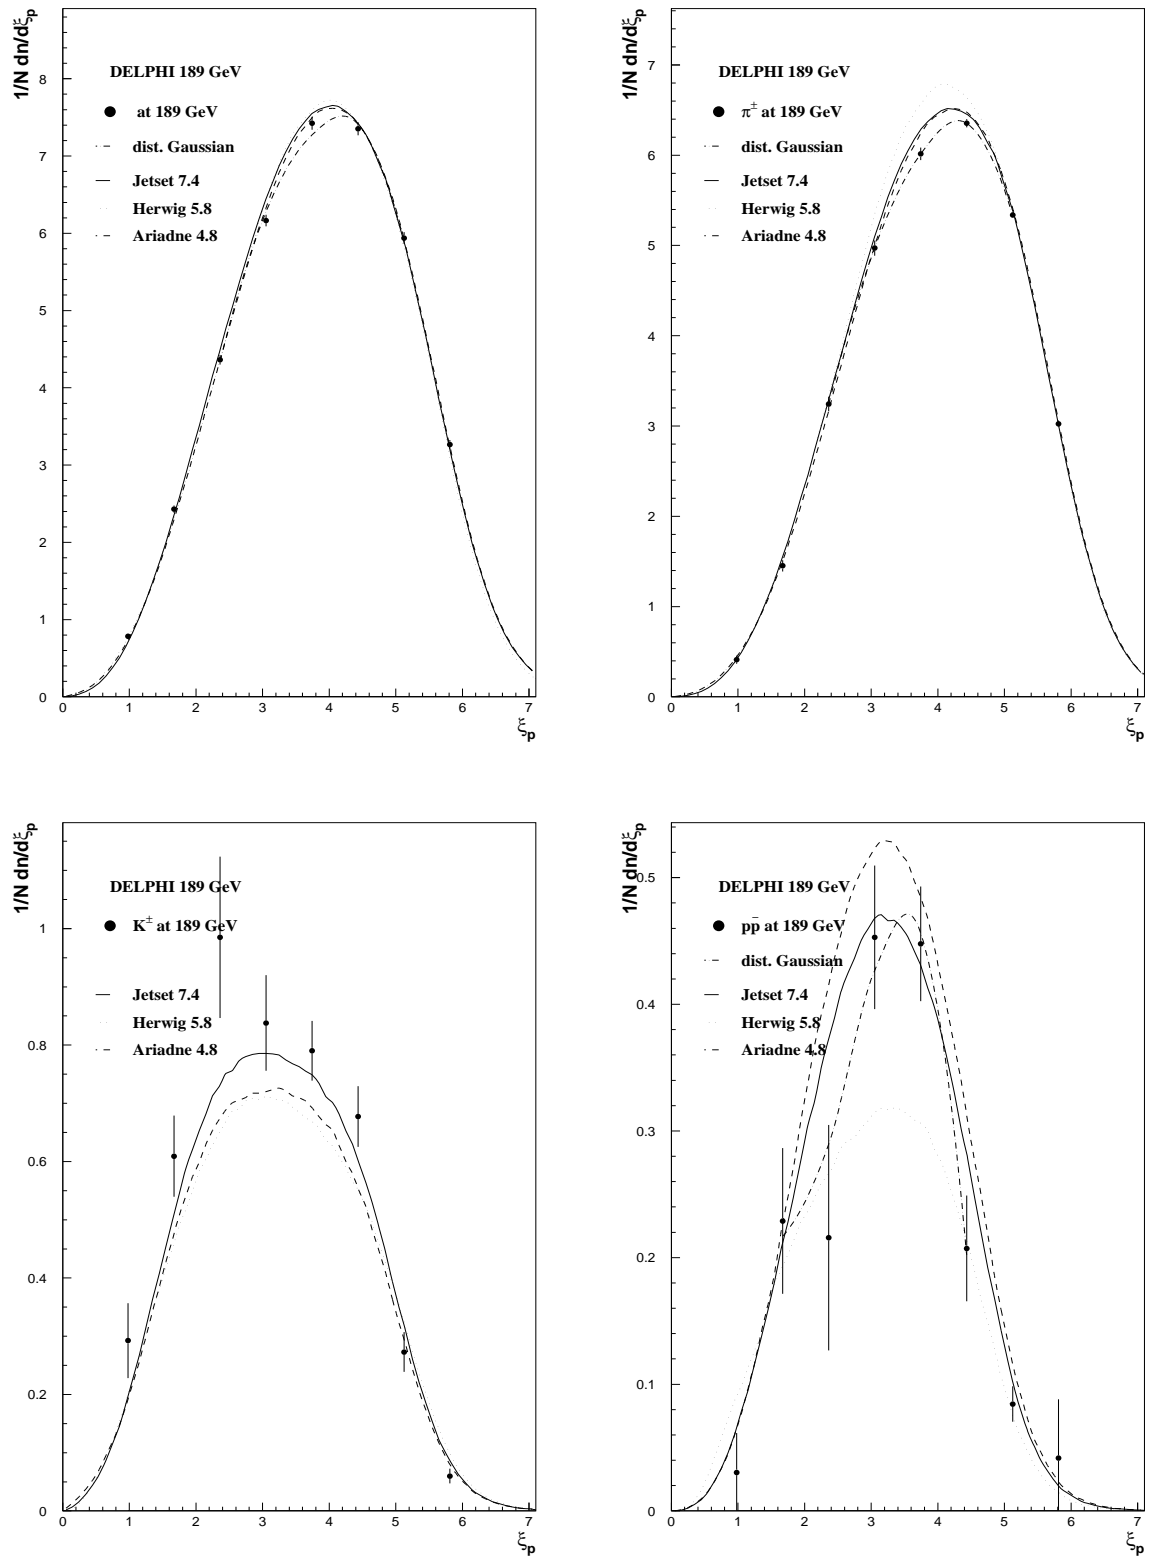 1/N dn/dξp
8
7
6
5
4
3
2
1
0
DELPHI 189 GeV
at 189 GeV
dist. Gaussian
Jetset 7.4
Herwig 5.8
Ariadne 4.8
0 1 2 3 4 5 6 7
ξp
1/N dn/dξp
7
6
5
4
3
2
1
0
DELPHI 189 GeV
π± at 189 GeV
dist. Gaussian
Jetset 7.4
Herwig 5.8
Ariadne 4.8
0 1 2 3 4 5 6 7
ξp
1/N dn/dξp
1
0.8
0.6
0.4
0.2
0
DELPHI 189 GeV
K± at 189 GeV
Jetset 7.4
Herwig 5.8
Ariadne 4.8
0 1 2 3 4 5 6 7
ξp
1/N dn/dξp
0.5
0.4
0.3
0.2
0.1
0
DELPHI 189 GeV
pp̄ at 189 GeV
dist. Gaussian
Jetset 7.4
Herwig 5.8
Ariadne 4.8
0 1 2 3 4 5 6 7
ξp